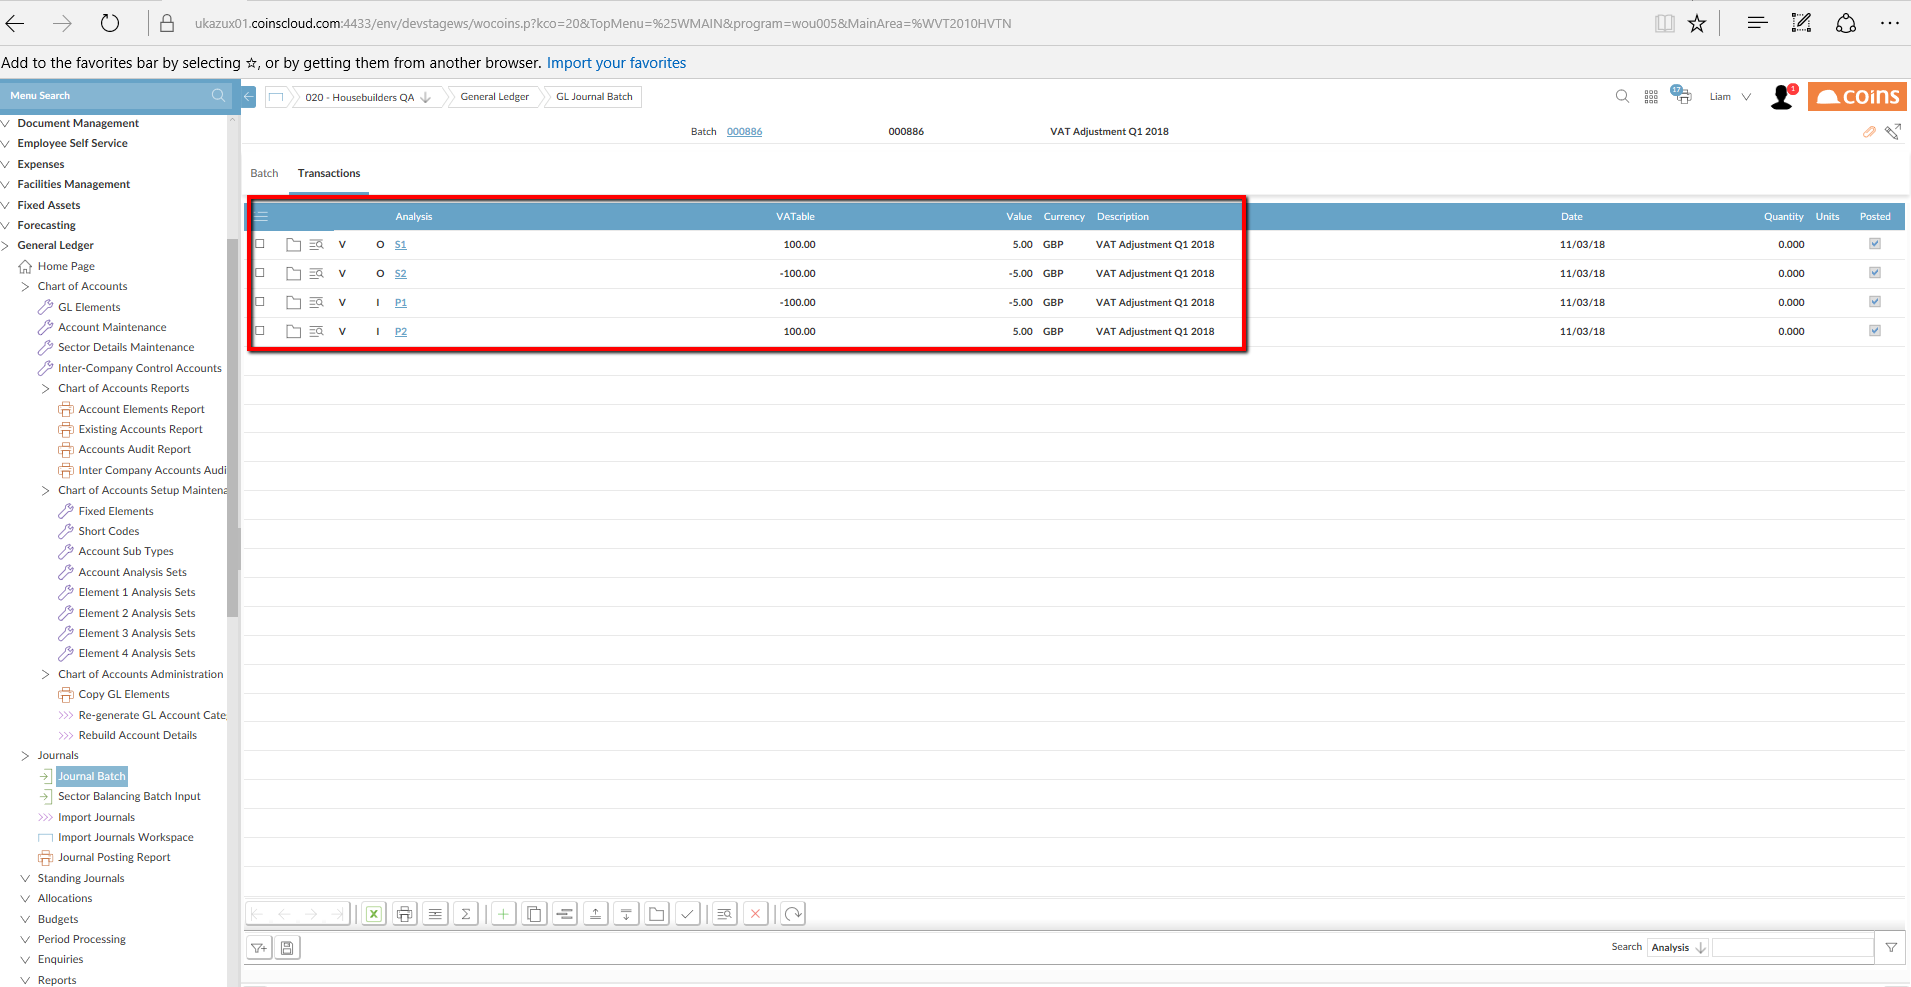 ukazux01.coinscloud.com:4433/env/devstagews/wocoins.p?kco=20&TopMenu=%25WMAIN&program=wou005&MainArea=%WVT2010HVTN
Add to the favorites bar by selecting ☆, or by getting them from another browser. Import your favorites
Menu Search
020 - Housebuilders QA
General Ledger
GL Journal Batch
17
Liam
1
coins
Batch 000886 000886 VAT Adjustment Q1 2018
Batch Transactions
Analysis VATable Value Currency Description Date Quantity Units Posted
V O S1 100.00 5.00 GBP VAT Adjustment Q1 2018 11/03/18 0.000
V O S2 -100.00 -5.00 GBP VAT Adjustment Q1 2018 11/03/18 0.000
V I P1 -100.00 -5.00 GBP VAT Adjustment Q1 2018 11/03/18 0.000
V I P2 100.00 5.00 GBP VAT Adjustment Q1 2018 11/03/18 0.000
Document Management
Employee Self Service
Expenses
Facilities Management
Fixed Assets
Forecasting
General Ledger
Home Page
Chart of Accounts
GL Elements
Account Maintenance
Sector Details Maintenance
Inter-Company Control Accounts
Chart of Accounts Reports
Account Elements Report
Existing Accounts Report
Accounts Audit Report
Inter Company Accounts Audi
Chart of Accounts Setup Maintena
Fixed Elements
Short Codes
Account Sub Types
Account Analysis Sets
Element 1 Analysis Sets
Element 2 Analysis Sets
Element 3 Analysis Sets
Element 4 Analysis Sets
Chart of Accounts Administration
Copy GL Elements
Re-generate GL Account Cate
Rebuild Account Details
Journals
Journal Batch
Sector Balancing Batch Input
Import Journals
Import Journals Workspace
Journal Posting Report
Standing Journals
Allocations
Budgets
Period Processing
Enquiries
Reports
Search Analysis